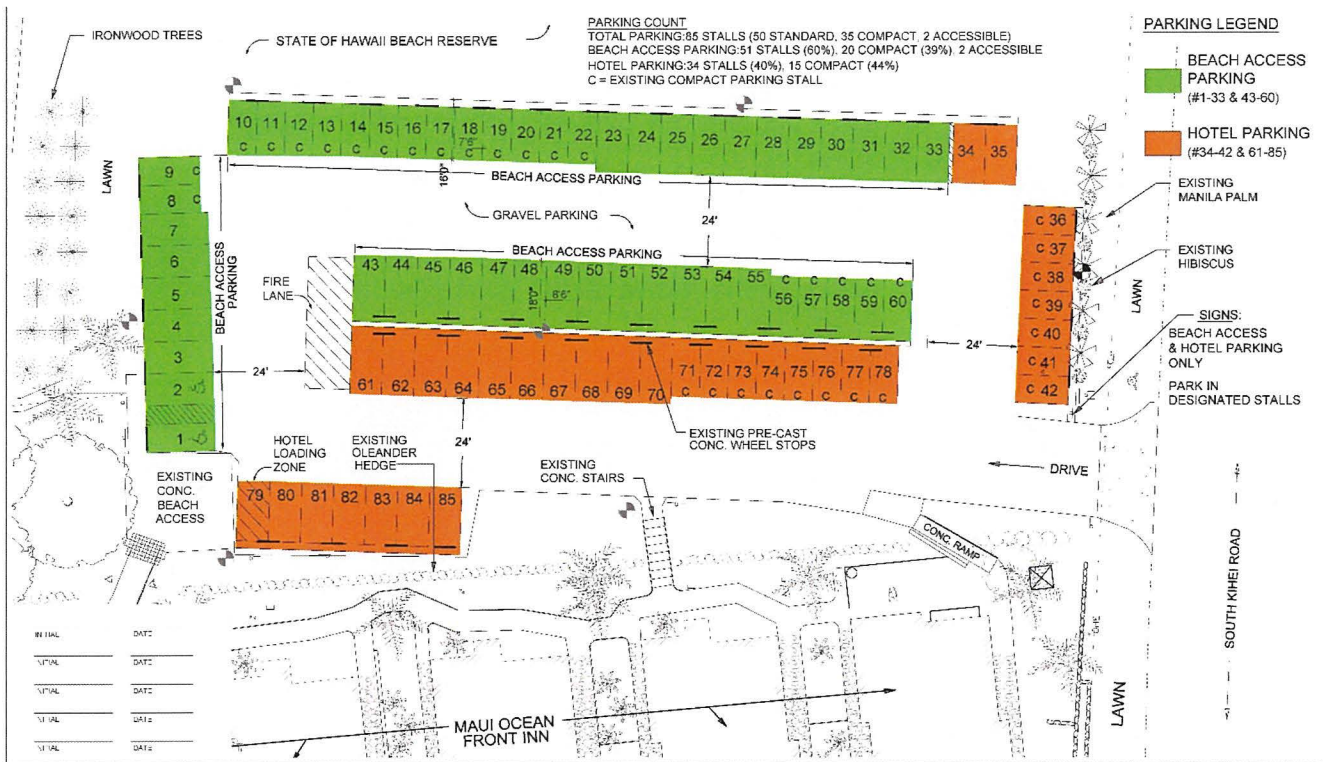 PARKING COUNT
TOTAL PARKING:85 STALLS (50 STANDARD, 35 COMPACT, 2 ACCESSIBLE)
BEACH ACCESS PARKING:51 STALLS (60%), 20 COMPACT (39%), 2 ACCESSIBLE
HOTEL PARKING:34 STALLS (40%), 15 COMPACT (44%)
C = EXISTING COMPACT PARKING STALL
PARKING LEGEND
BEACH ACCESS
PARKING
(#1-33 & 43-60)
HOTEL PARKING
(#34-42 & 61-85)
IRONWOOD TREES
STATE OF HAWAII BEACH RESERVE
10 11 12 13 14 15 16 17 18 19 20 21 22 23 24 25 26 27 28 29 30 31 32 33 34 35
C C C C C C C C C C C C C
7'6"
16'0"
BEACH ACCESS PARKING
LAWN
9 C
8 C
7
6
5
4
3
2
1
BEACH ACCESS
PARKING
GRAVEL PARKING
24'
BEACH ACCESS PARKING
FIRE
LANE
43 44 45 46 47 48 49 50 51 52 53 54 55 56 57 58 59 60
C C C C C
18'0"
8'6"
61 62 63 64 65 66 67 68 69 70 71 72 73 74 75 76 77 78
C C C C C C C C
24'
24'
24'
C 36
C 37
C 38
C 39
C 40
C 41
C 42
EXISTING
MANILA PALM
EXISTING
HIBISCUS
LAWN
SIGNS:
BEACH ACCESS
& HOTEL PARKING
ONLY
PARK IN
DESIGNATED STALLS
EXISTING PRE-CAST
CONC. WHEEL STOPS
HOTEL
LOADING
ZONE
EXISTING
OLEANDER
HEDGE
EXISTING
CONC. STAIRS
DRIVE
EXISTING
CONC.
BEACH
ACCESS
79 80 81 82 83 84 85
CONC. RAMP
SOUTH KIHEI ROAD
LAWN
MAUI OCEAN
FRONT INN
INITIAL DATE
INITIAL DATE
INITIAL DATE
INITIAL DATE
INITIAL DATE